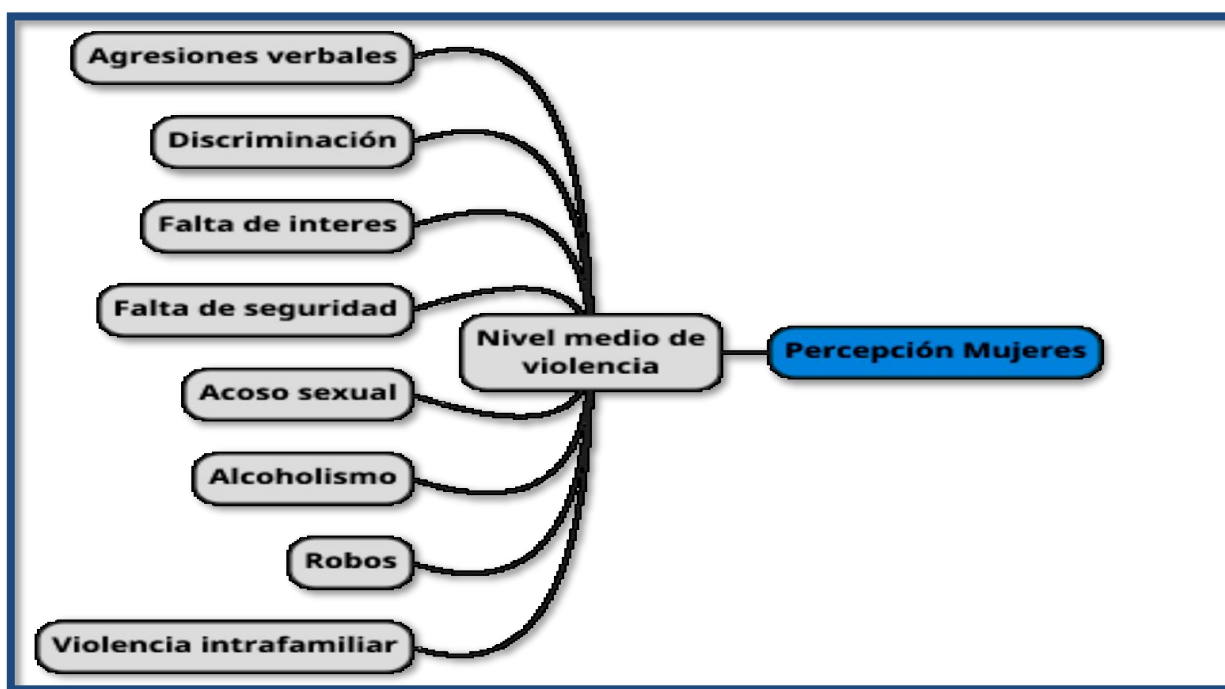 Agresiones verbales
Discriminación
Falta de interes
Falta de seguridad
Nivel medio de
violencia
Percepción Mujeres
Acoso sexual
Alcoholismo
Robos
Violencia intrafamiliar